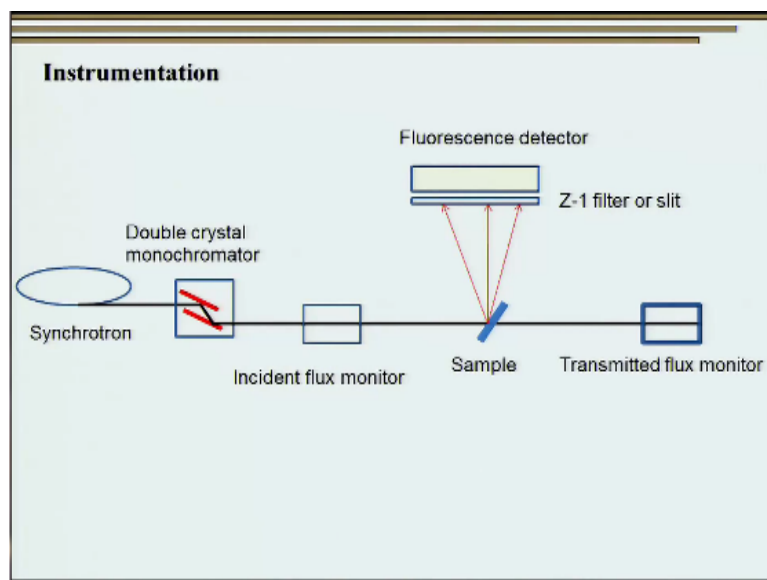 Instrumentation
Fluorescence detector
Z-1 filter or slit
Double crystal
monochromator
Synchrotron
Incident flux monitor
Sample
Transmitted flux monitor